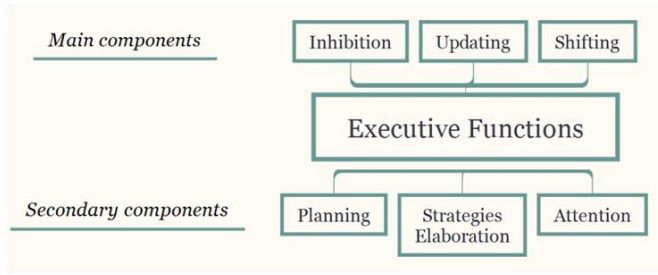 Main components
Inhibition
Updating
Shifting
Executive Functions
Secondary components
Planning
Strategies
Elaboration
Attention